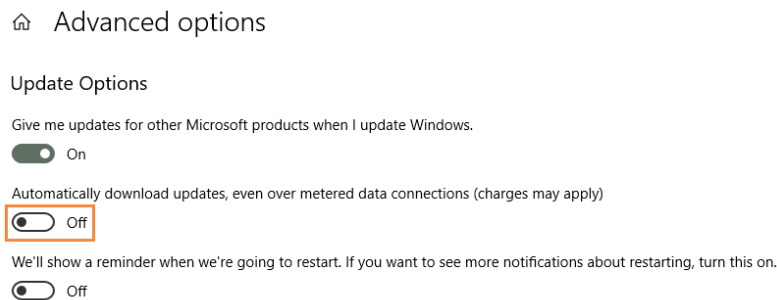 Advanced options
Update Options
Give me updates for other Microsoft products when I update Windows.
On
Automatically download updates, even over metered data connections (charges may apply)
Off
We'll show a reminder when we're going to restart. If you want to see more notifications about restarting, turn this on.
Off